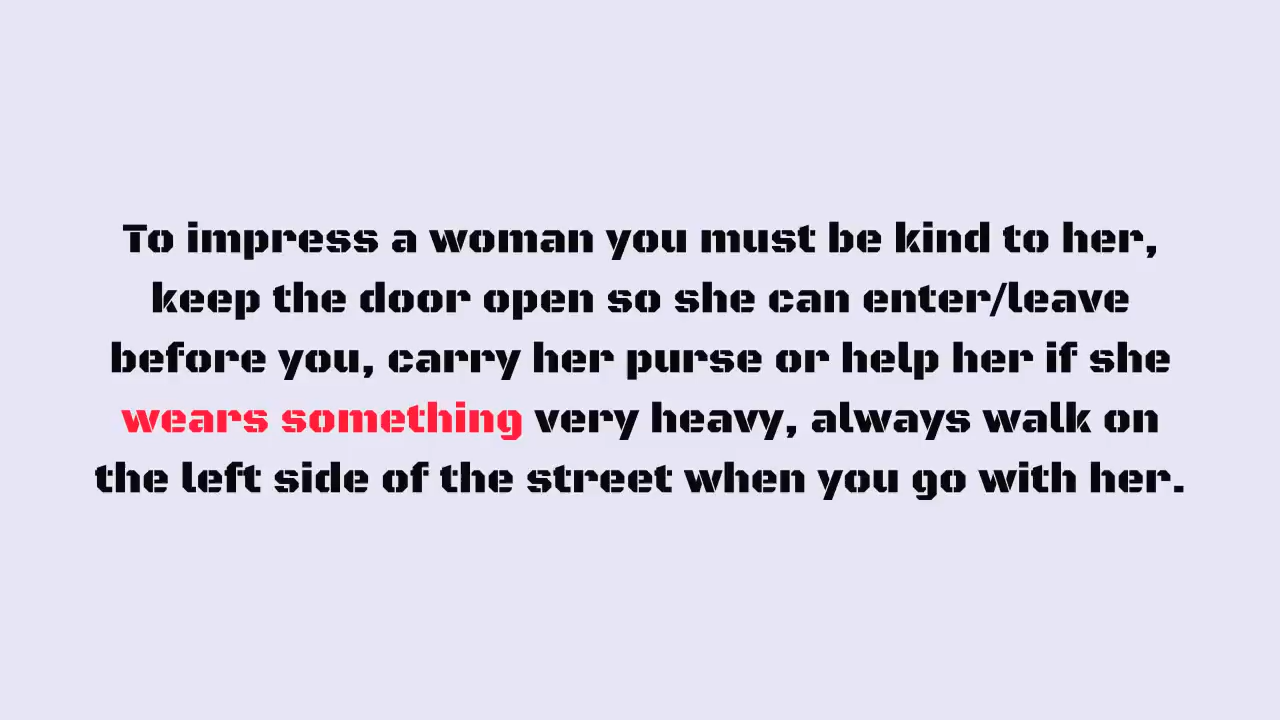 To impress a woman you must be kind to her,
keep the door open so she can enter/leave
before you, carry her purse or help her if she
wears something very heavy, always walk on
the left side of the street when you go with her.